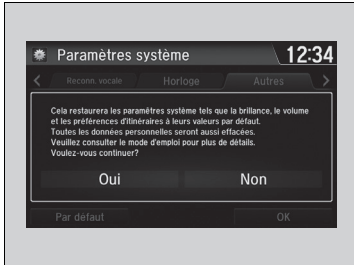 Paramètres système
12:34
Reconn. vocale
Horloge
Autres
Cela restaurera les paramètres système tels que la brillance, le volume
et les préférences d'itinéraires à leurs valeurs par défaut.
Toutes les données personnelles seront aussi effacées.
Veuillez consulter le mode d'emploi pour plus de détails.
Voulez-vous continuer?
Oui
Non
Par défaut
OK